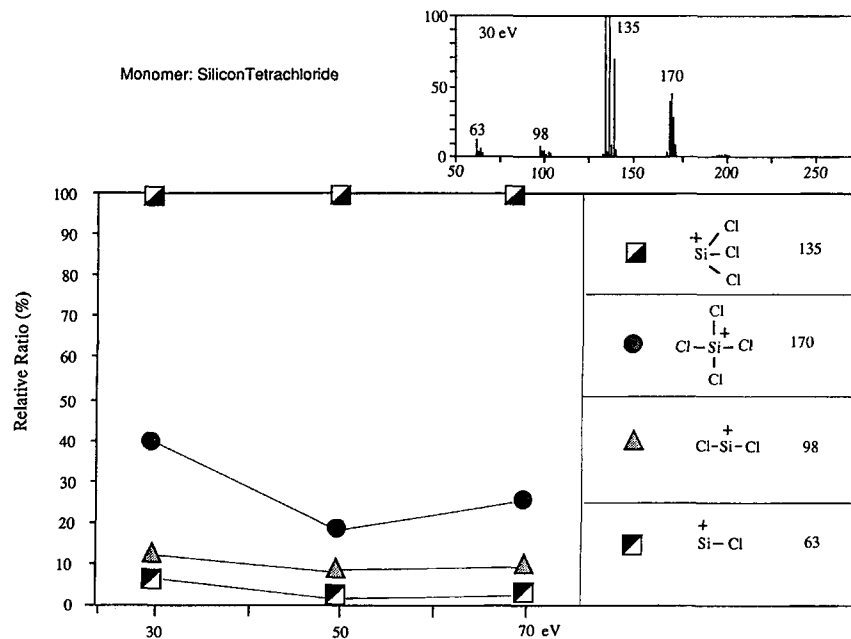 100
30 eV
135
Monomer: SiliconTetrachloride
170
50
63
98
0
50
100
150
200
250
100
90
80
70
60
50
40
30
20
10
0
Relative Ratio (%)
30
50
70 eV
+
Cl
Si–Cl
Cl
135
Cl
+
Cl–Si–Cl
Cl
170
+
Cl-Si-Cl
98
+
Si-Cl
63